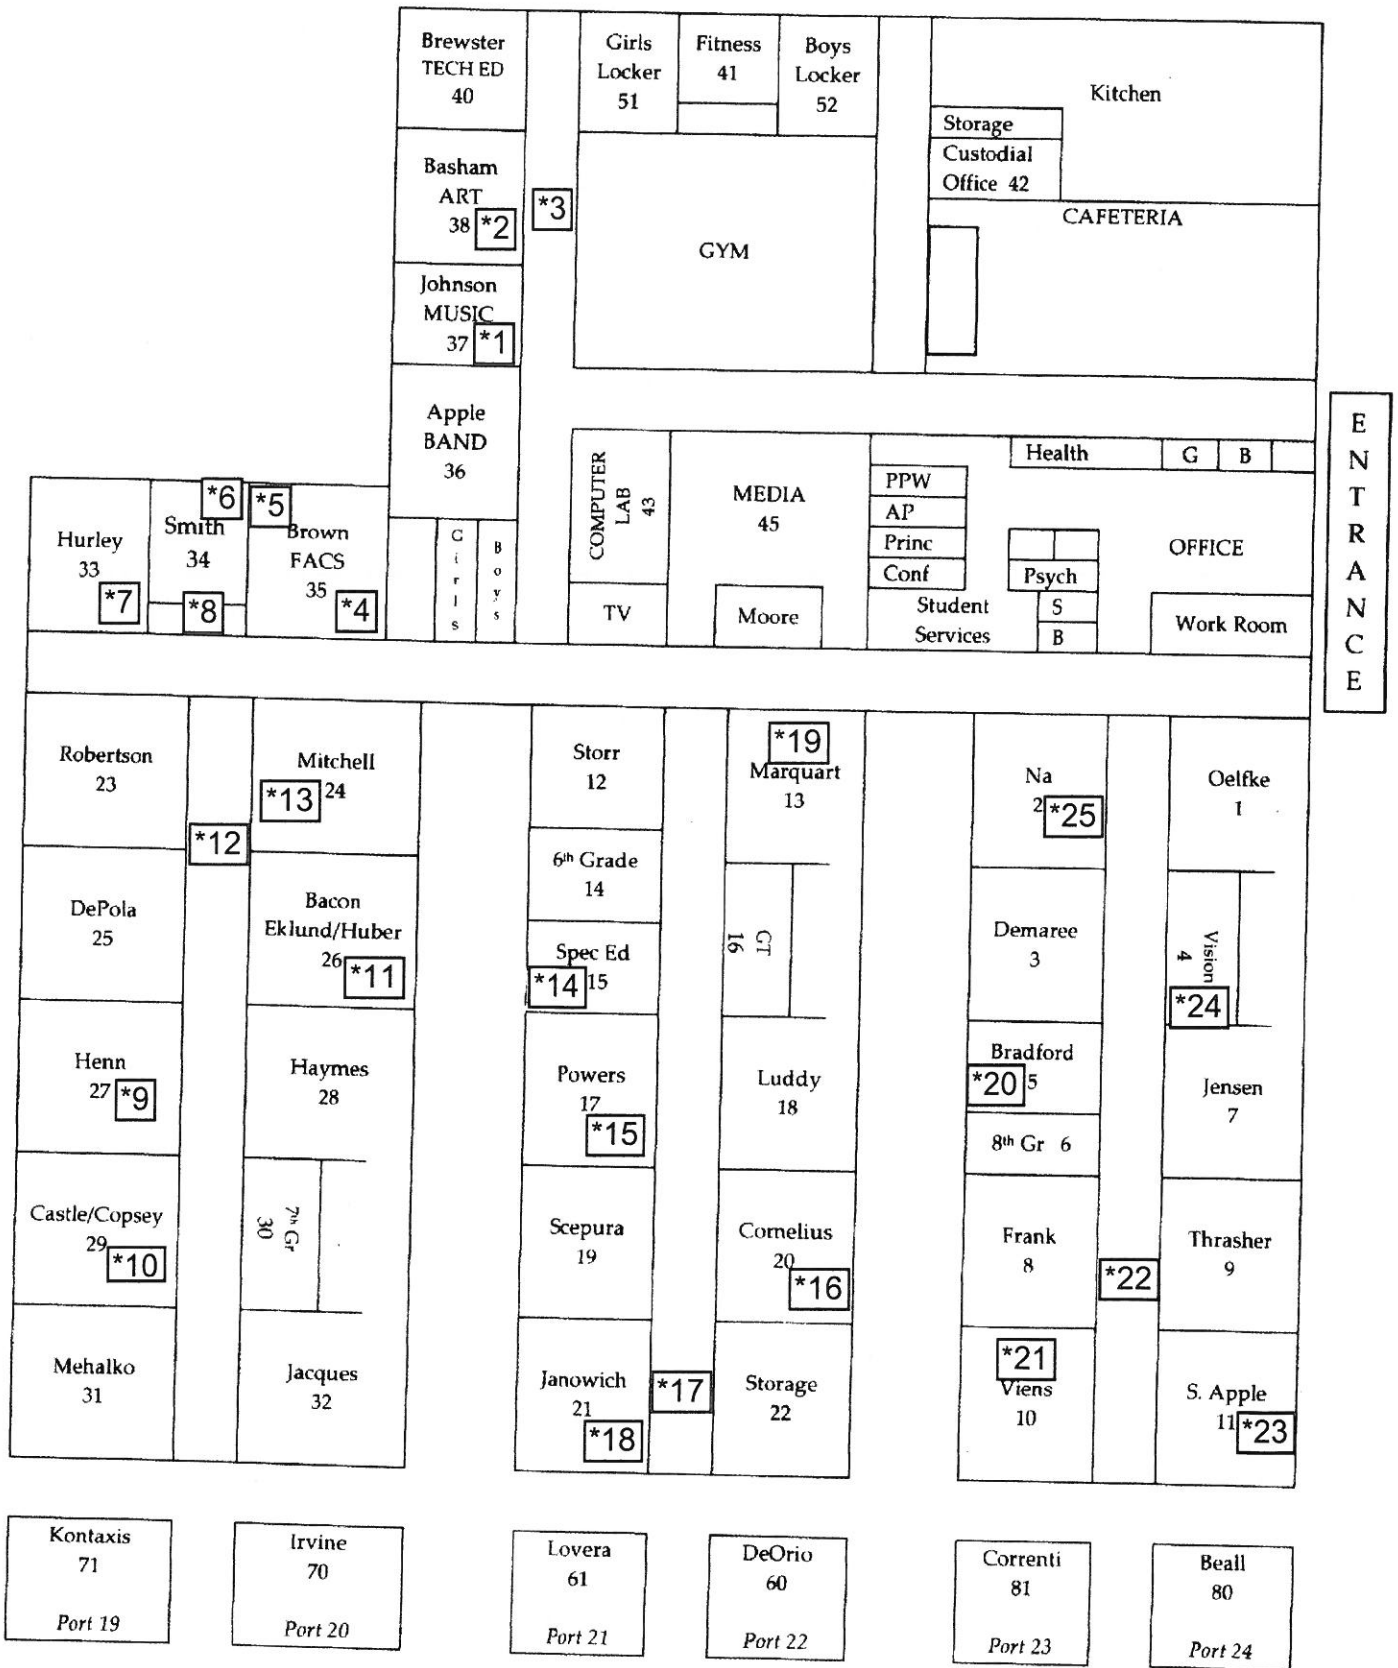 Brewster
TECH ED
40
Girls
Locker
51
Fitness
41
Boys
Locker
52
Kitchen
Storage
Custodial
Office 42
CAFETERIA
Basham
ART
38 *2
*3
GYM
Johnson
MUSIC
37 *1
Apple
BAND
36
Girls
Boys
COMPUTER
LAB 43
TV
MEDIA
45
Moore
PPW
AP
Princ
Conf
Student
Services
Health
G
B
OFFICE
Psych
S
B
Work Room
ENTRANCE
Hurley
33
*7
*6
Smith
34
*8
*5
Brown
FACS
35
*4
Robertson
23
*12
Mitchell
*13 24
Storr
12
*19
Marquart
13
Na
2 *25
Oelfke
1
DePola
25
Bacon
Eklund/Huber
26 *11
6th Grade
14
Spec Ed
*14 15
GT
16
Demaree
3
Vision
4
*24
Henn
27 *9
Haymes
28
Powers
17
*15
Luddy
18
Bradford
*20 5
8th Gr 6
Jensen
7
Castle/Copsey
29
*10
7th Gr
30
Scepura
19
Cornelius
20
*16
Frank
8
*22
Thrasher
9
Mehalko
31
Jacques
32
Janowich
21
*18
*17
Storage
22
*21
Viens
10
S. Apple
11 *23
Kontaxis
71
Port 19
Irvine
70
Port 20
Lovera
61
Port 21
DeOrio
60
Port 22
Correnti
81
Port 23
Beall
80
Port 24